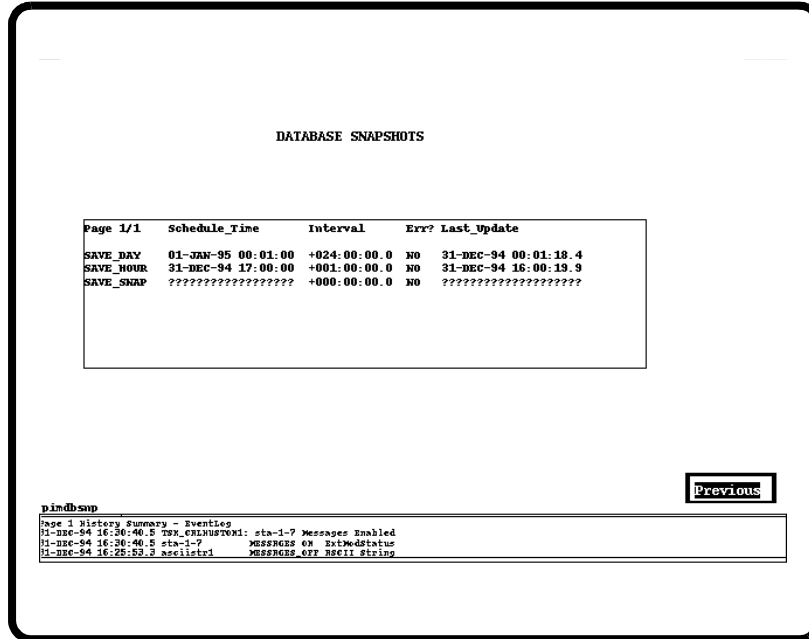 DATABASE SNAPSHOTS
Page 1/1 Schedule_Time Interval Err? Last_Update
SAVE_DAY 01-JAN-95 00:01:00 +024:00:00.0 NO 31-DEC-94 00:01:18.4
SAVE_HOUR 31-DEC-94 17:00:00 +001:00:00.0 NO 31-DEC-94 16:00:19.9
SAVE_SNAP ?????????????????? +000:00:00.0 NO ????????????????????
Previous
pimdbsnp
Page 1 History Summary - EventLog
31-DEC-94 16:30:40.5 sta-1-7 Messages Enabled
31-DEC-94 16:30:40.5 sta-1-7 MESSAGES ON ExtModStatus
31-DEC-94 16:25:53.3 asciistr1 MESSAGES_OFF ASCII String